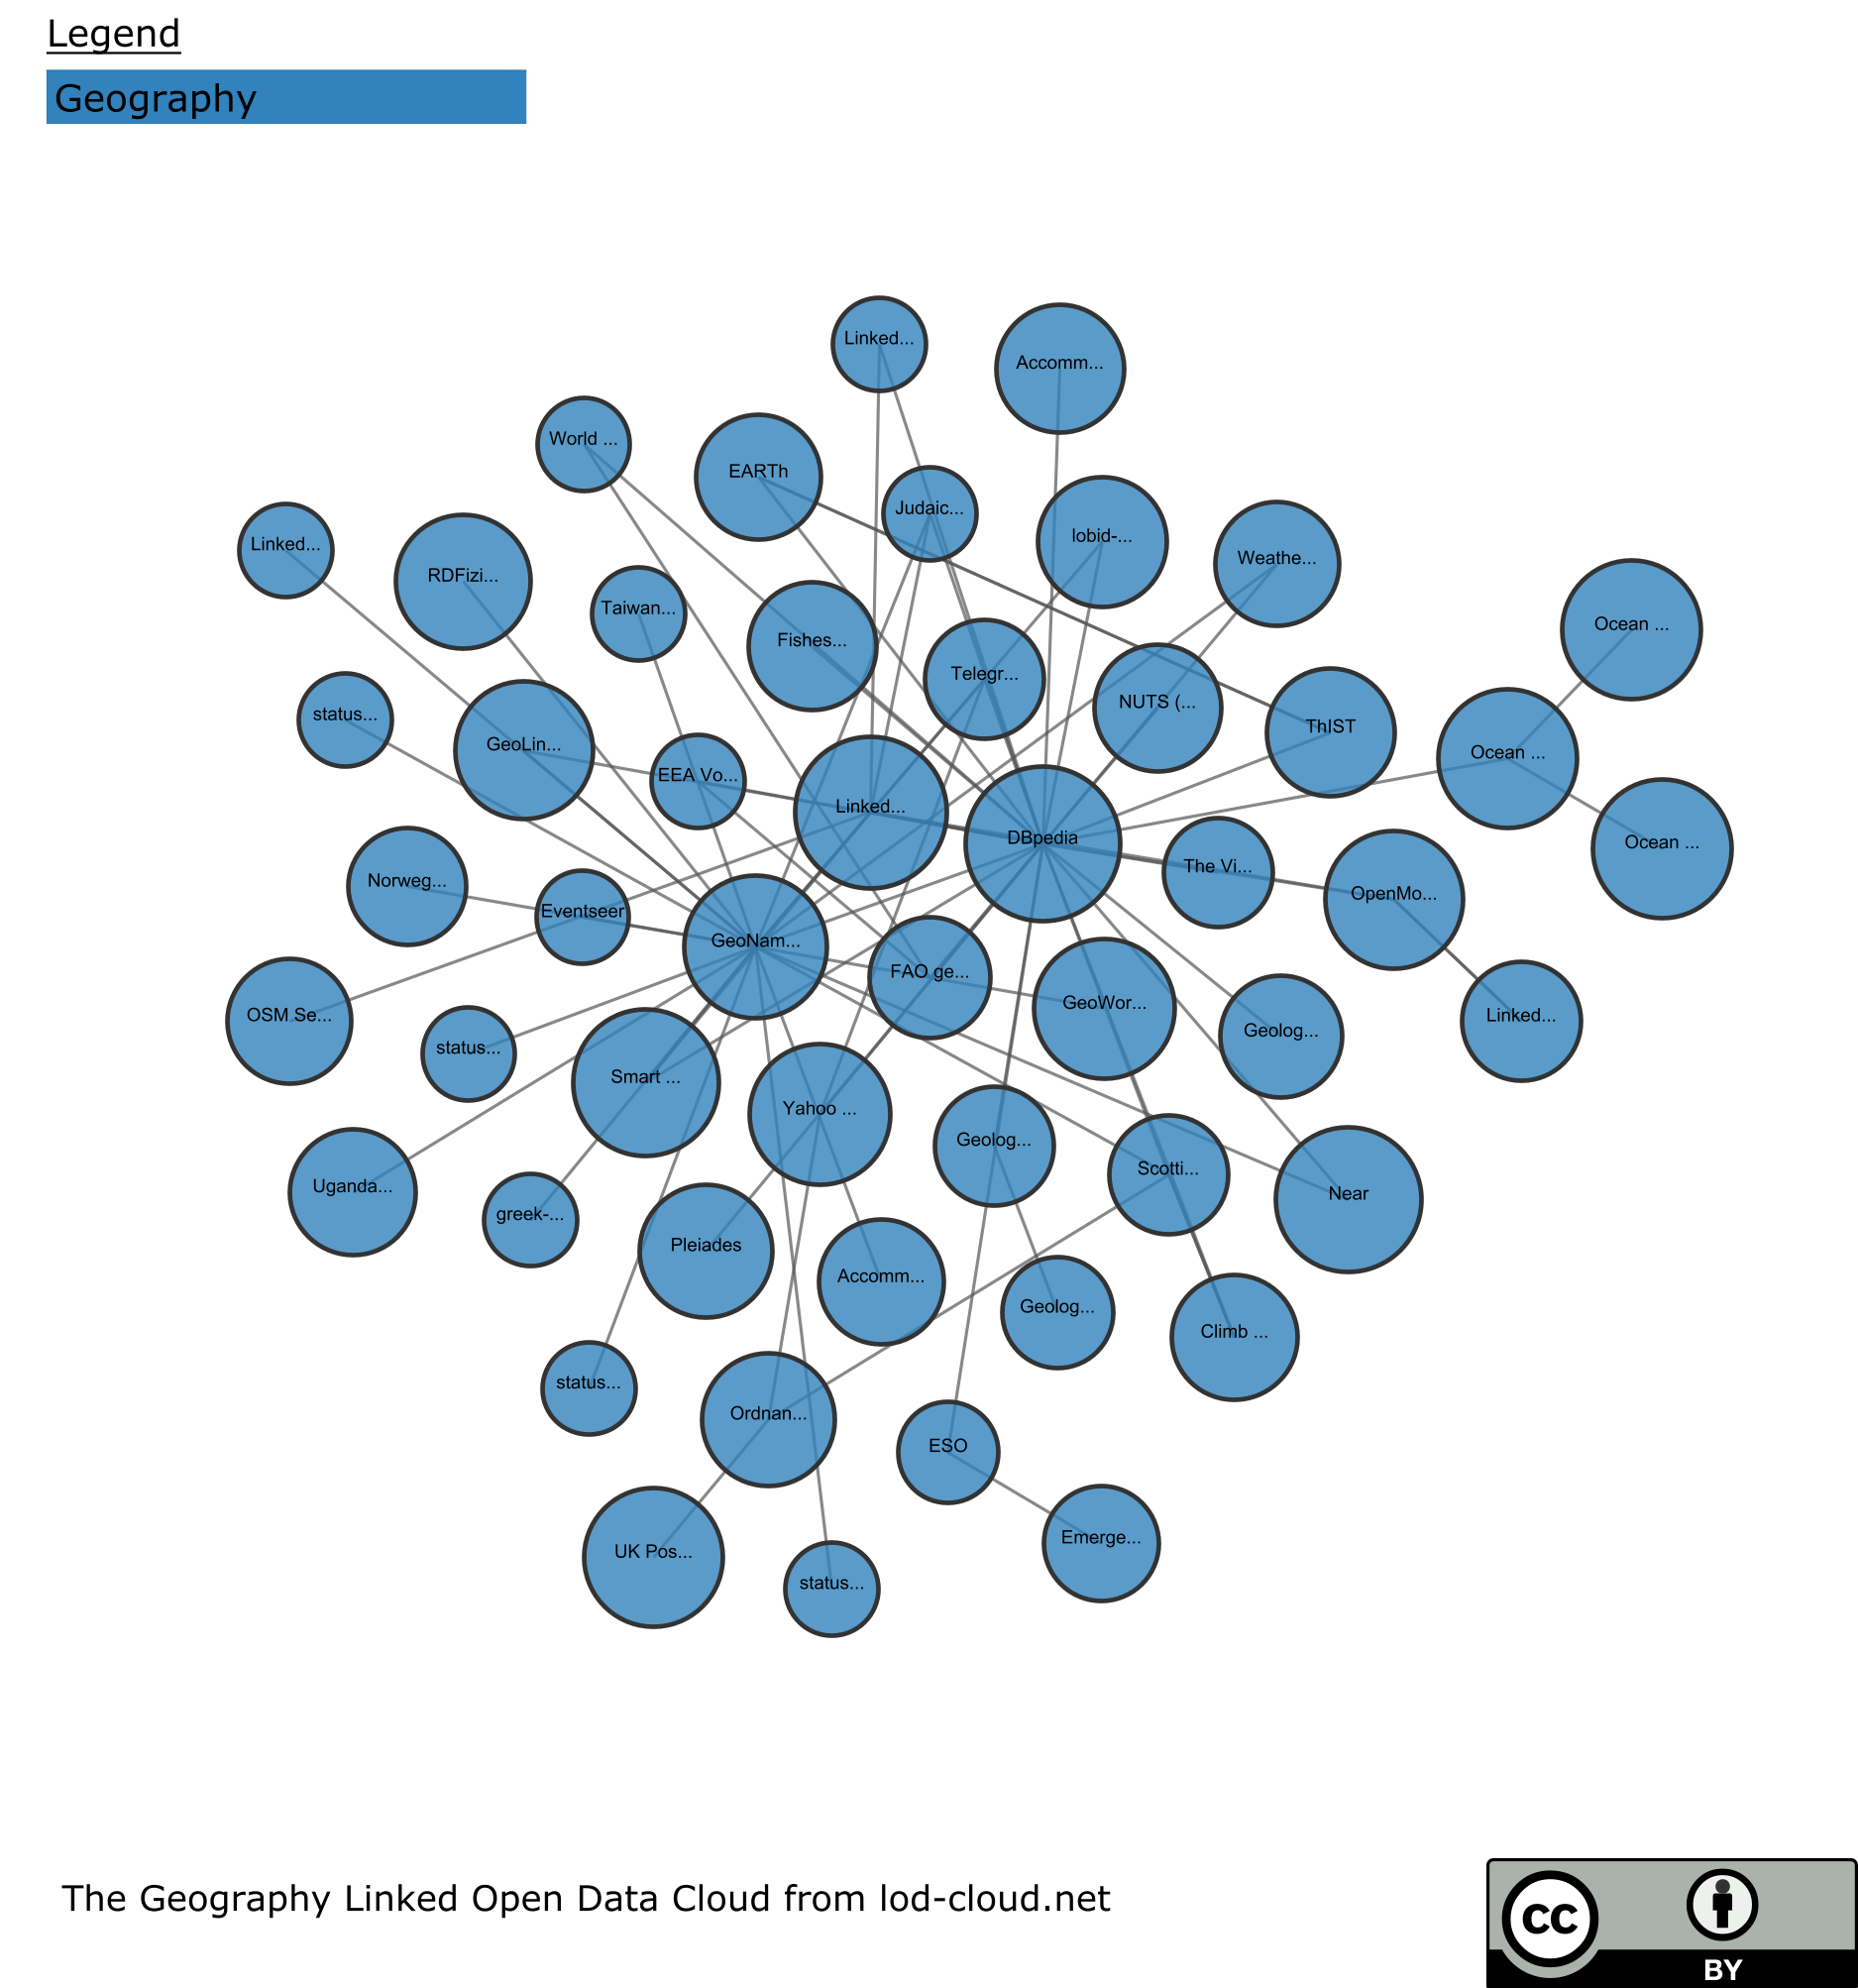 Legend
Geography
Linked...
Accomm...
World ...
EARTh
Judaic...
lobid-...
Linked...
Weathe...
RDFizi...
Taiwan...
Fishes...
Ocean ...
Telegr...
NUTS (...
status...
GeoLin...
ThIST
Ocean ...
EEA Vo...
Linked...
DBpedia
Ocean ...
The Vi...
Norweg...
OpenMo...
Eventseer
GeoNam...
FAO ge...
GeoWor...
OSM Se...
Linked...
Geolog...
status...
Smart ...
Yahoo ...
Geolog...
Scotti...
Uganda...
Near
greek-...
Pleiades
Accomm...
Geolog...
Climb ...
status...
Ordnan...
ESO
Emerge...
UK Pos...
status...
The Geography Linked Open Data Cloud from lod-cloud.net
cc
BY